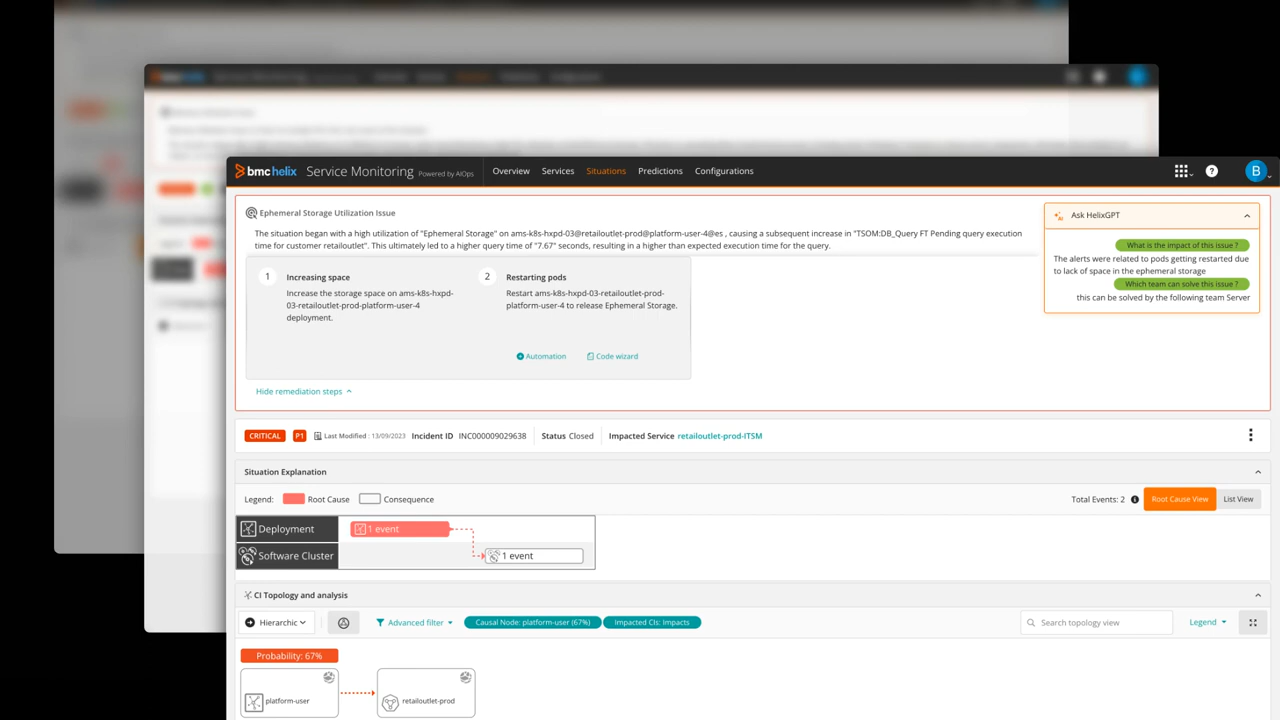 bmc helix Service Monitoring Powered by AIOps Overview Services Situations Predictions Configurations B
Ephemeral Storage Utilization Issue
The situation began with a high utilization of "Ephemeral Storage" on ams-k8s-hxpd-03@retailoutlet-prod@platform-user-4@es , causing a subsequent increase in "TSOM:DB_Query FT Pending query execution
time for customer retailoutlet". This ultimately led to a higher query time of "7.67" seconds, resulting in a higher than expected execution time for the query.
1 Increasing space
Increase the storage space on ams-k8s-hxpd-
03-retailoutlet-prod-platform-user-4
deployment.
2 Restarting pods
Restart ams-k8s-hxpd-03-retailoutlet-prod-
platform-user-4 to release Ephemeral Storage.
Automation Code wizard
Hide remediation steps
Ask HelixGPT
What is the impact of this issue ?
The alerts were related to pods getting restarted due
to lack of space in the ephemeral storage
Which team can solve this issue ?
this can be solved by the following team Server
CRITICAL P1 Last Modified : 13/09/2023 Incident ID INC000009029638 Status Closed Impacted Service retailoutlet-prod-ITSM
Situation Explanation
Legend: Root Cause Consequence Total Events: 2 Root Cause View List View
Deployment 1 event
Software Cluster 1 event
CI Topology and analysis
Hierarchic Advanced filter Causal Node: platform-user (67%) Impacted CIs: Impacts Search topology view Legend
Probability: 67%
platform-user retailoutlet-prod